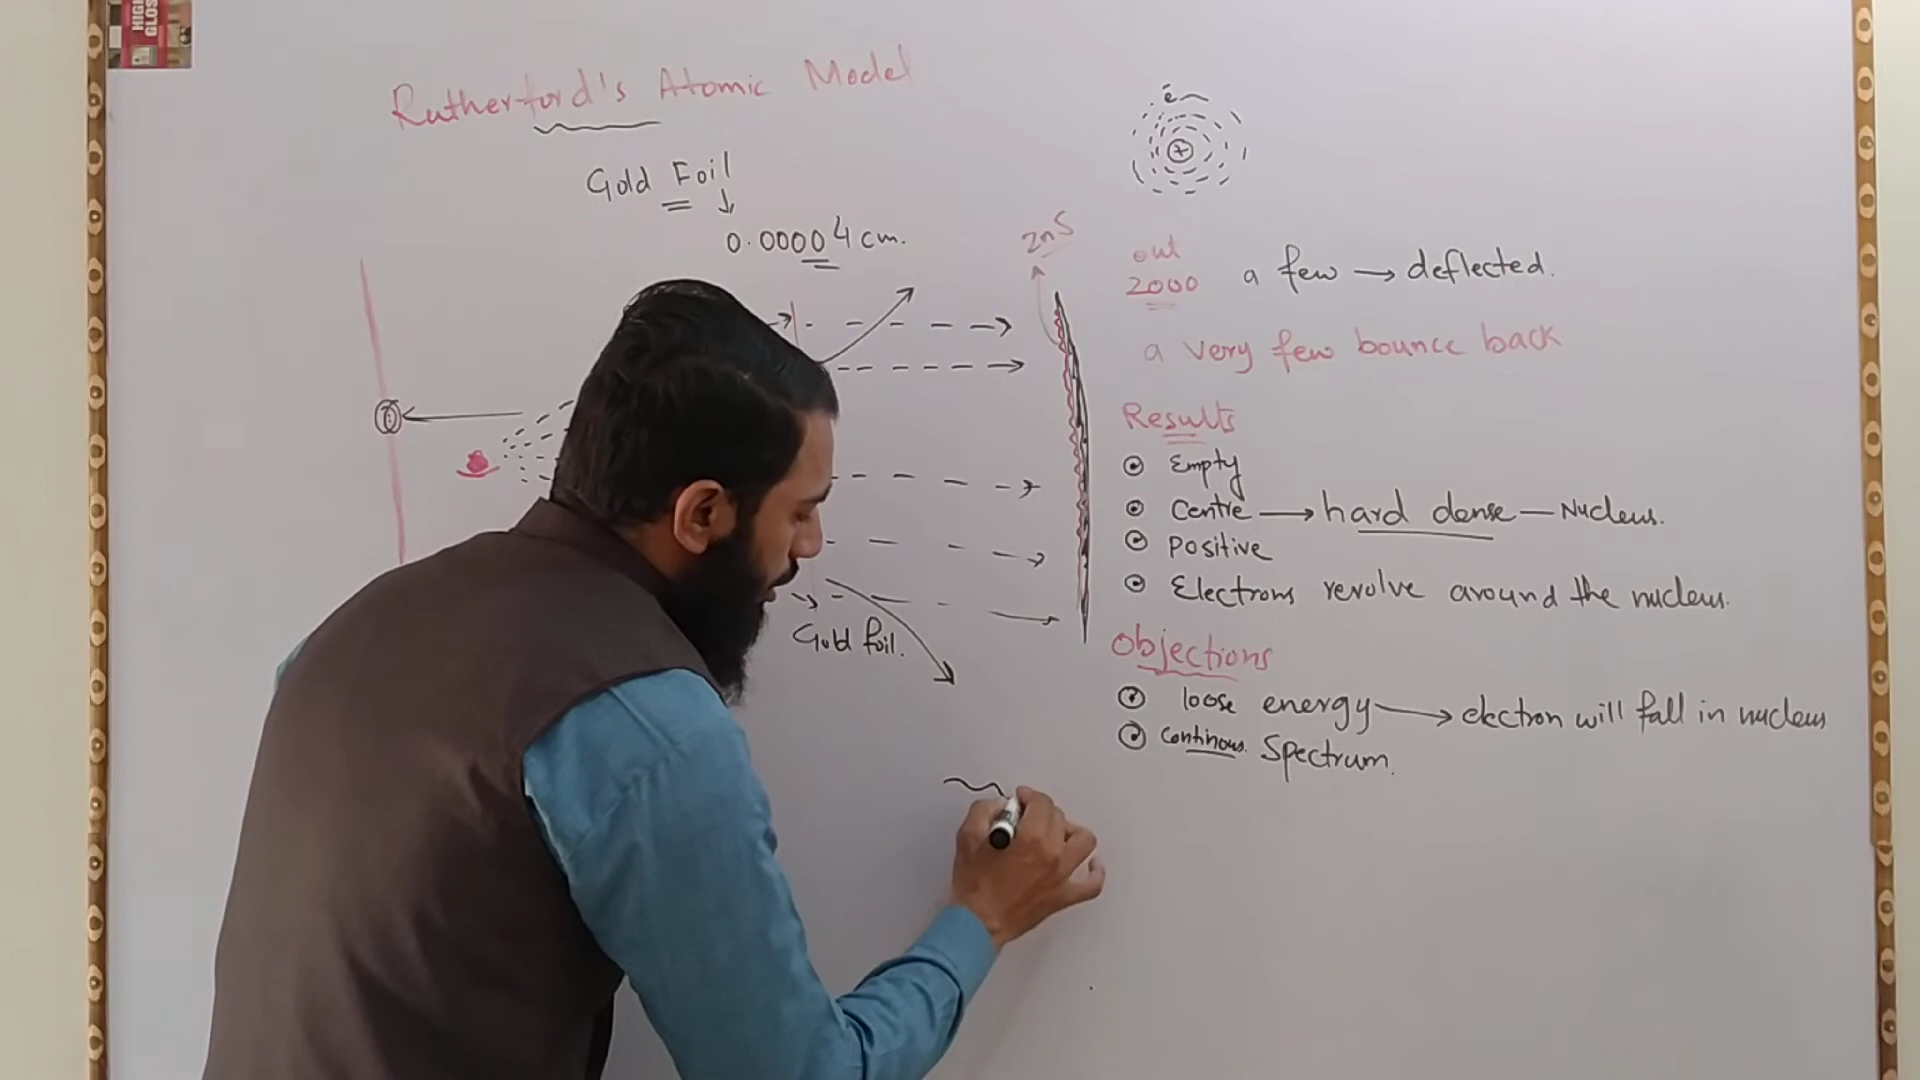 HIGH
GLOS
Rutherford's Atomic Model
Gold Foil
0.00004 cm.
ZnS
Gold foil.
e
+
out
2000 a few → deflected.
a very few bounce back
Results
Empty
Centre → hard dense — Nucleus.
Positive
Electrons revolve around the nucleus.
Objections
loose energy → electron will fall in nucleus
Continous Spectrum.